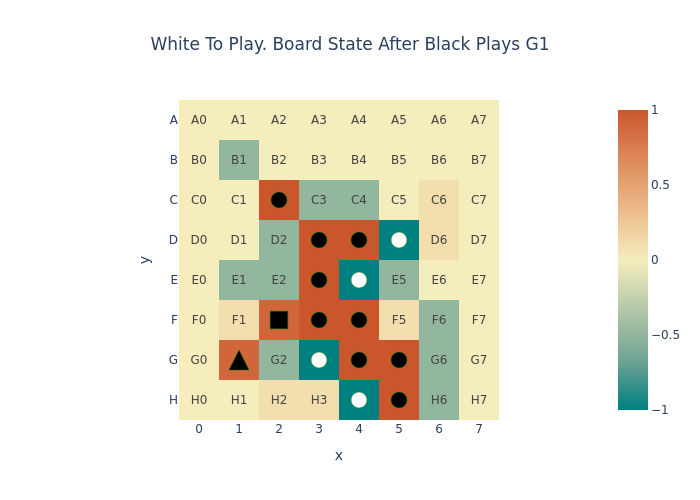 White To Play. Board State After Black Plays G1
A A0 A1 A2 A3 A4 A5 A6 A7
B B0 B1 B2 B3 B4 B5 B6 B7
C C0 C1 C3 C4 C5 C6 C7
D D0 D1 D2 D6 D7
E E0 E1 E2 E5 E6 E7
F F0 F1 F5 F6 F7
G G0 G2 G6 G7
H H0 H1 H2 H3 H6 H7
0 1 2 3 4 5 6 7
x
y
1
0.5
0
−0.5
−1